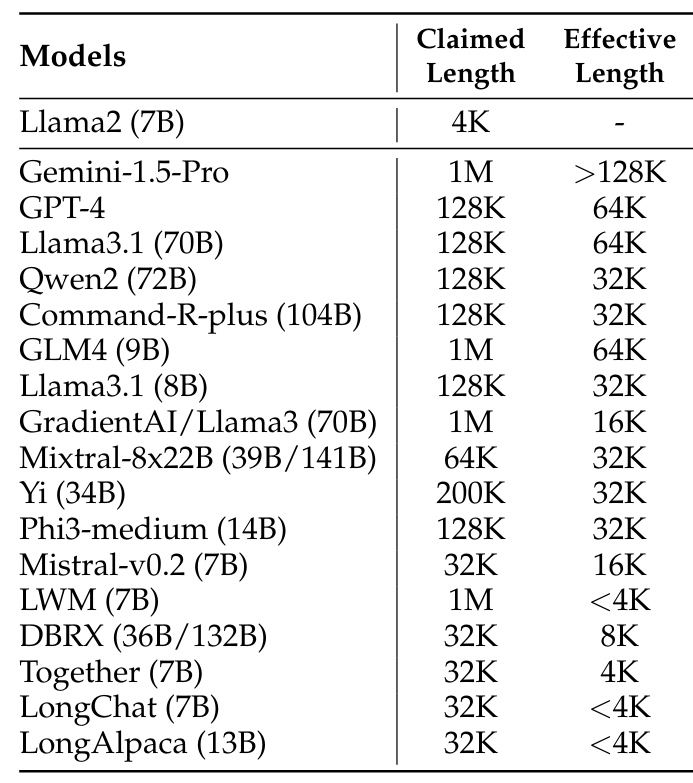 Models Claimed Length Effective Length
Llama2 (7B) 4K -
Gemini-1.5-Pro 1M >128K
GPT-4 128K 64K
Llama3.1 (70B) 128K 64K
Qwen2 (72B) 128K 32K
Command-R-plus (104B) 128K 32K
GLM4 (9B) 1M 64K
Llama3.1 (8B) 128K 32K
GradientAI/Llama3 (70B) 1M 16K
Mixtral-8x22B (39B/141B) 64K 32K
Yi (34B) 200K 32K
Phi3-medium (14B) 128K 32K
Mistral-v0.2 (7B) 32K 16K
LWM (7B) 1M <4K
DBRX (36B/132B) 32K 8K
Together (7B) 32K 4K
LongChat (7B) 32K <4K
LongAlpaca (13B) 32K <4K